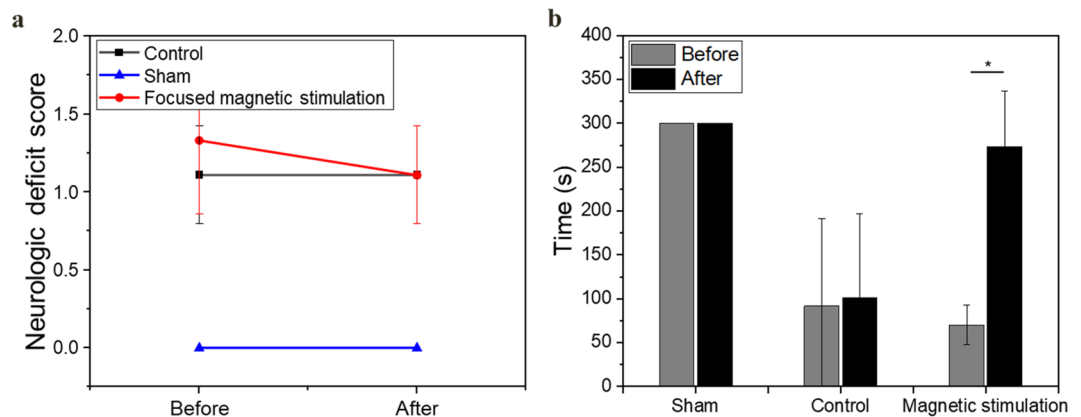 a
Neurologic deficit score
2.0
1.5
1.0
0.5
0.0
Control
Sham
Focused magnetic stimulation
Before
After
b
Time (s)
400
350
300
250
200
150
100
50
0
Before
After
*
Sham
Control
Magnetic stimulation